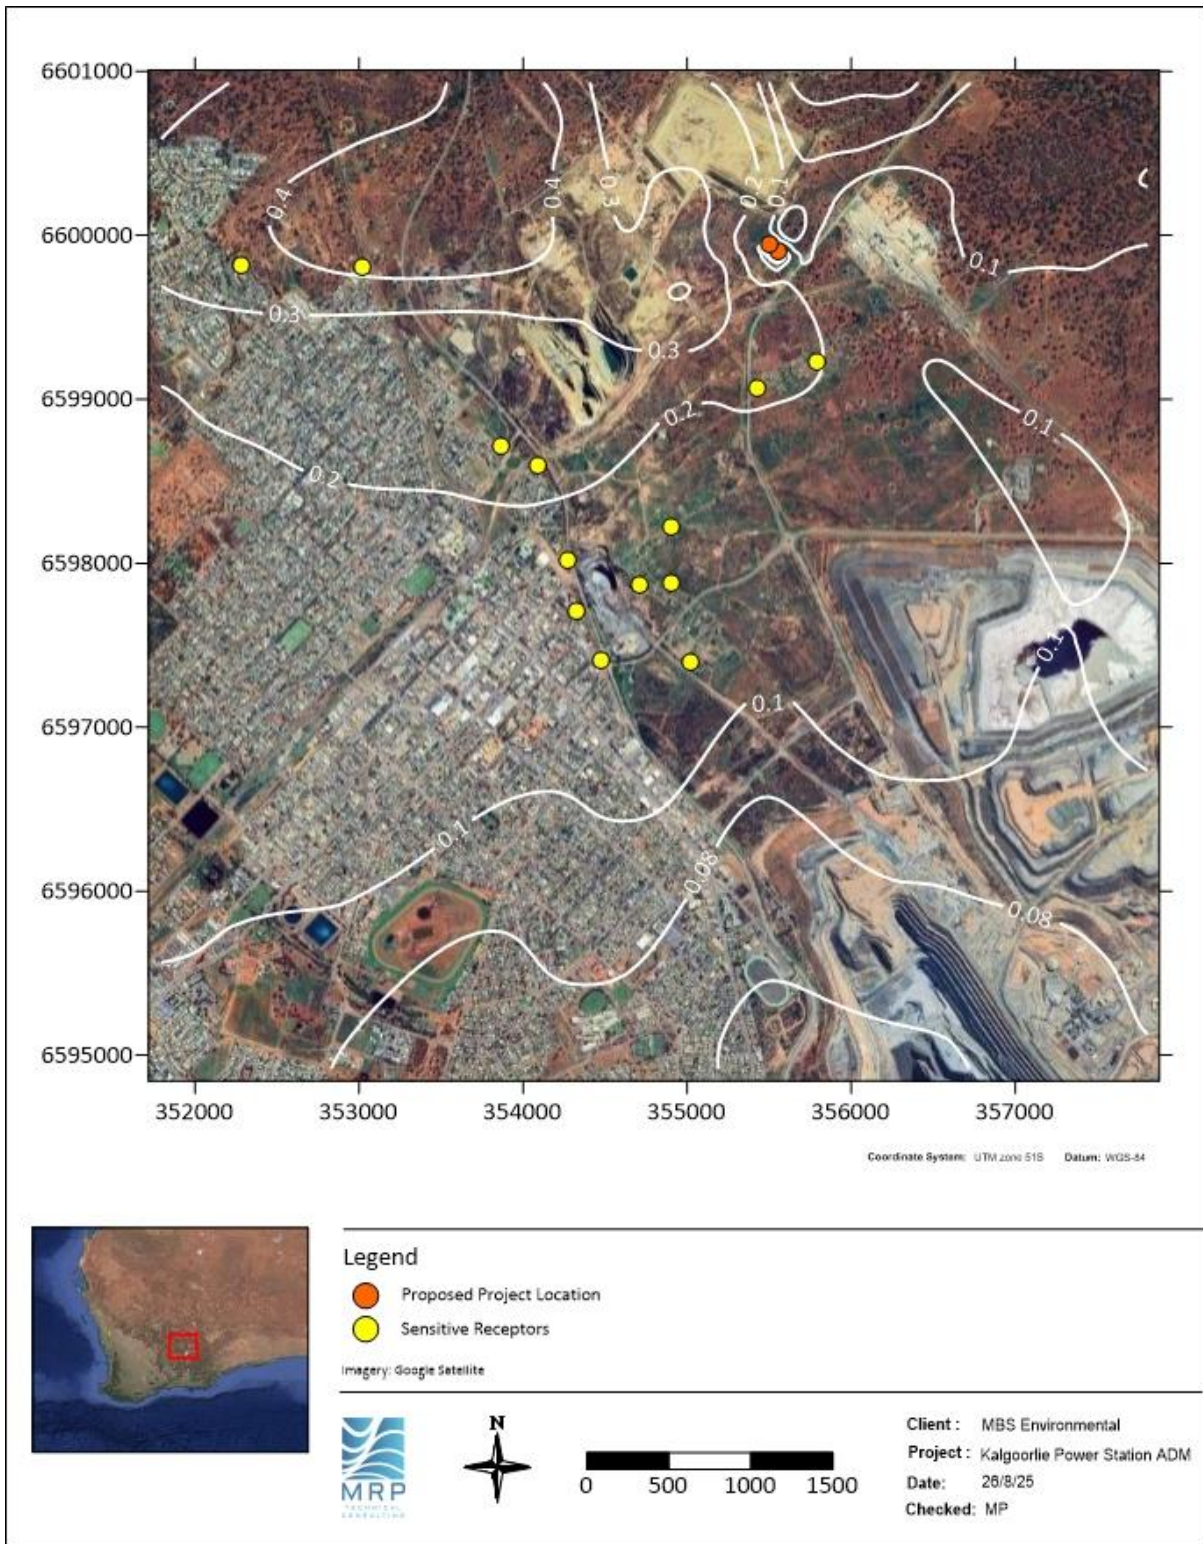 6601000
0.4
0.4
0.3
0.2
0.1
6600000
0.1
0.3
0.3
6599000
0.2
0.1
0.2
6598000
0.1
6597000
0.1
0.1
0.08
6596000
0.08
6595000
352000 353000 354000 355000 356000 357000
Coordinate System: UTM zone 51S Datum: WGS-84
Legend
Proposed Project Location
Sensitive Receptors
Imagery: Google Satellite
MRP
TECHNICAL
CONSULTING
N
0 500 1000 1500
Client : MBS Environmental
Project : Kalgoorlie Power Station ADM
Date: 26/8/25
Checked: MP